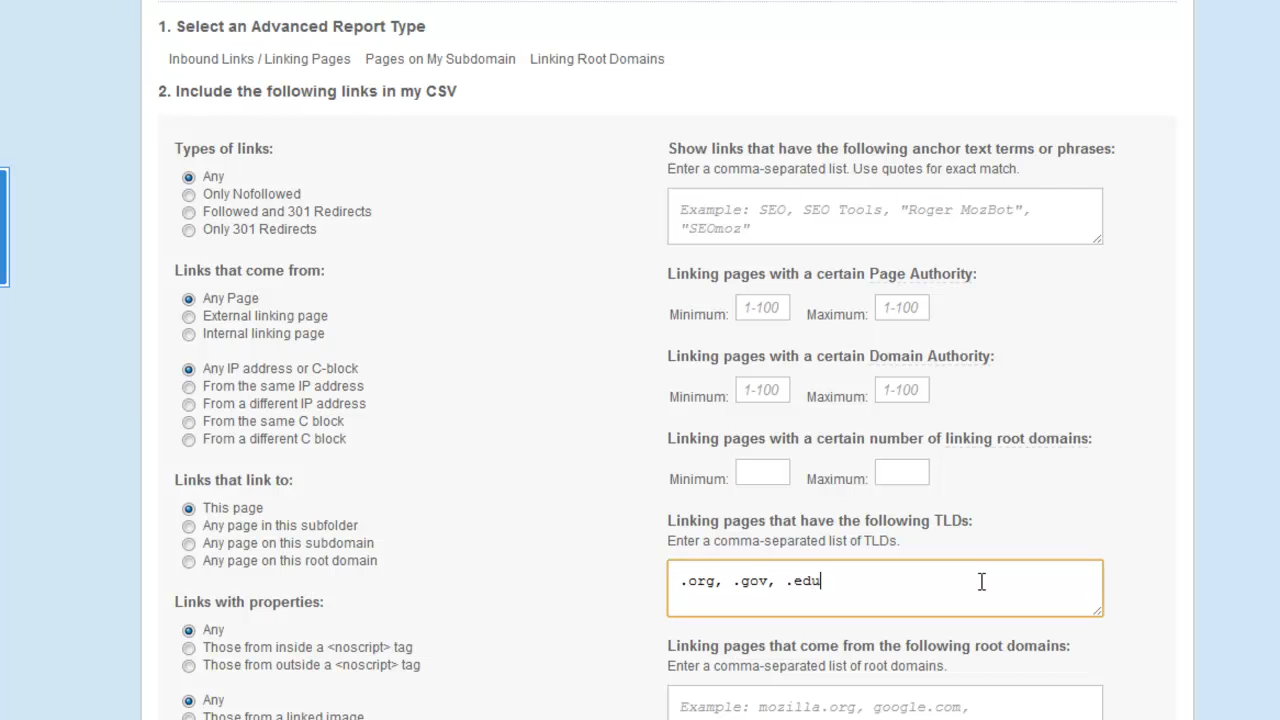 1. Select an Advanced Report Type
Inbound Links / Linking Pages Pages on My Subdomain Linking Root Domains
2. Include the following links in my CSV
Types of links:
Any
Only Nofollowed
Followed and 301 Redirects
Only 301 Redirects
Links that come from:
Any Page
External linking page
Internal linking page
Any IP address or C-block
From the same IP address
From a different IP address
From the same C block
From a different C block
Links that link to:
This page
Any page in this subfolder
Any page on this subdomain
Any page on this root domain
Links with properties:
Any
Those from inside a <noscript> tag
Those from outside a <noscript> tag
Any
Those from a linked image
Show links that have the following anchor text terms or phrases:
Enter a comma-separated list. Use quotes for exact match.
Example: SEO, SEO Tools, "Roger MozBot",
"SEOmoz"
Linking pages with a certain Page Authority:
Minimum: 1-100 Maximum: 1-100
Linking pages with a certain Domain Authority:
Minimum: 1-100 Maximum: 1-100
Linking pages with a certain number of linking root domains:
Minimum: Maximum:
Linking pages that have the following TLDs:
Enter a comma-separated list of TLDs.
.org, .gov, .edu
Linking pages that come from the following root domains:
Enter a comma-separated list of root domains.
Example: mozilla.org, google.com,